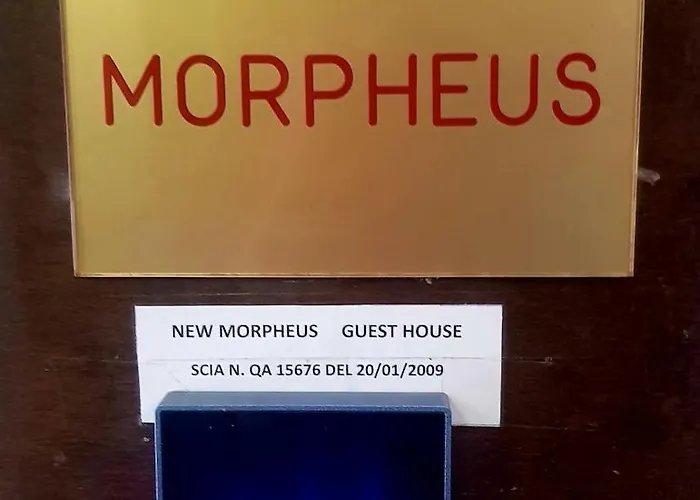 MORPHEUS
NEW MORPHEUS GUEST HOUSE
SCIA N. QA 15676 DEL 20/01/2009